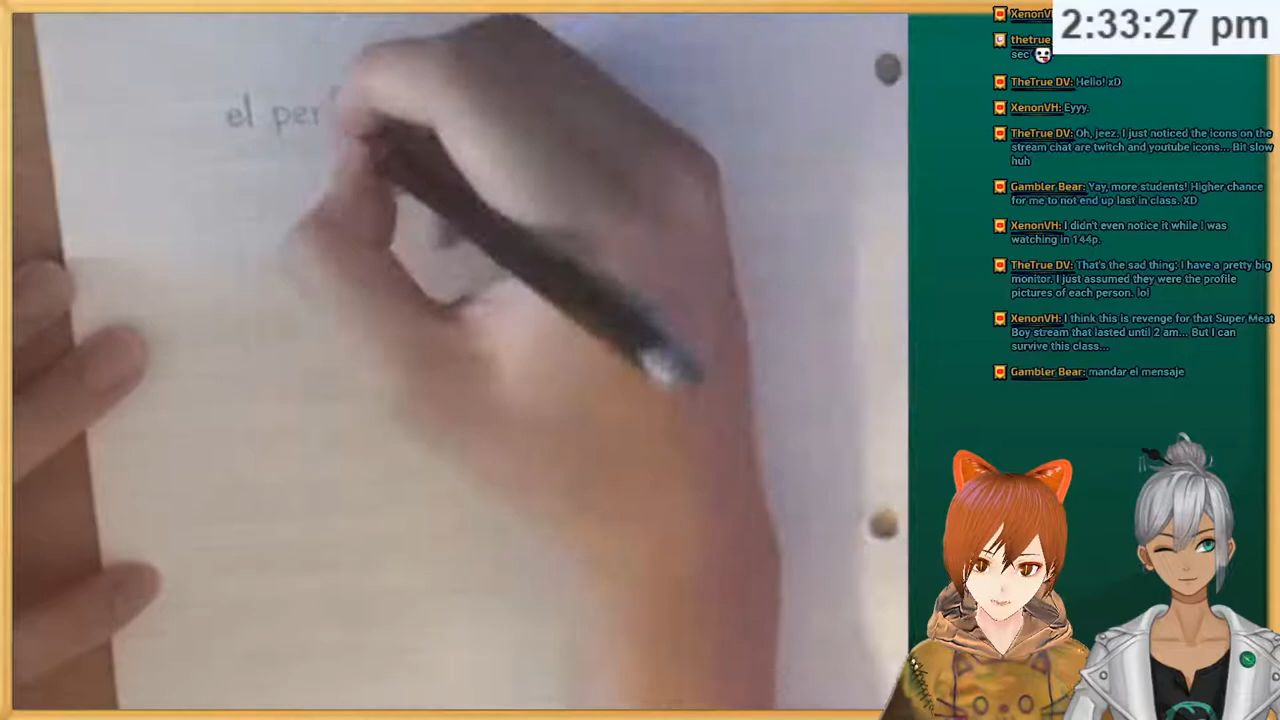 2:33:27 pm
XenonVH
thetrue
sec
TheTrue DV: Hello! xD
XenonVH: Eyyy.
TheTrue DV: Oh, jeez. I just noticed the icons on the
stream chat are twitch and youtube icons... Bit slow
huh
Gambler Bear: Yay, more students! Higher chance
for me to not end up last in class. XD
XenonVH: I didn't even notice it while I was
watching in 144p.
TheTrue DV: That's the sad thing: I have a pretty big
monitor. I just assumed they were the profile
pictures of each person. lol
XenonVH: I think this is revenge for that Super Meat
Boy stream that lasted until 2 am... But I can
survive this class...
Gambler Bear: mandar el mensaje
el per